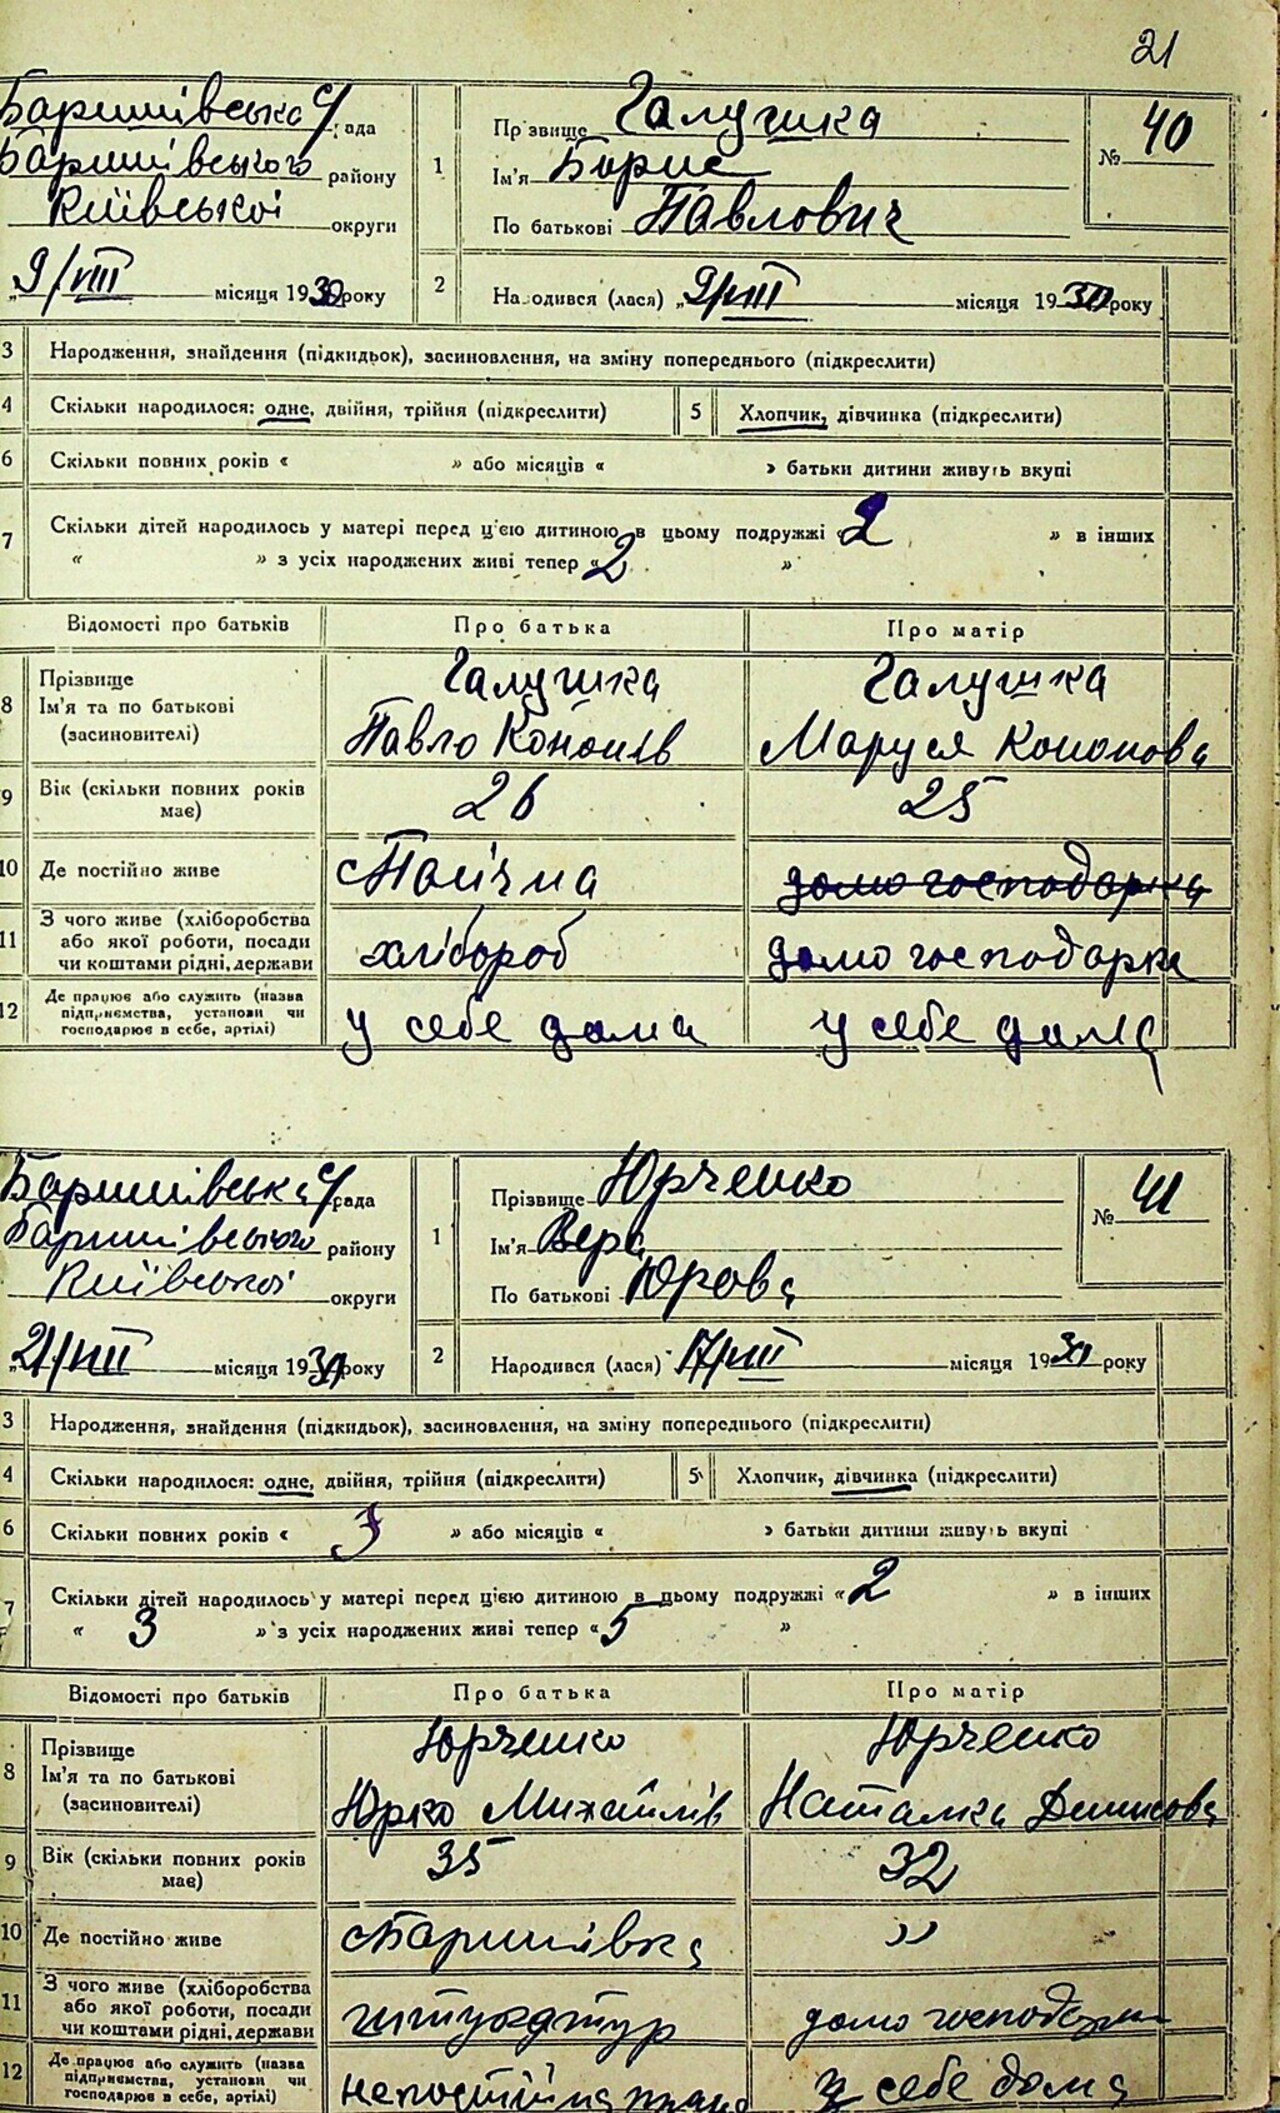 21
Баришівська с/рада
Баришівського району
Київської округи
„9/VIII місяця 1930 року
1
Прізвище Галушка
Ім'я Борис
По батькові Павлович
№ 40
2
Народився (лася) „9/VIII місяця 1930 року
3 Народження, знайдення (підкидьок), засиновлення, на зміну попереднього (підкреслити)
4 Скільки народилося: одне, двійня, трійня (підкреслити) 5 Хлопчик, дівчинка (підкреслити)
6 Скільки повних років « » або місяців « » батьки дитини живуть вкупі
7 Скільки дітей народилось у матері перед цією дитиною в цьому подружжі «2 » в інших
« » з усіх народжених живі тепер «2 »
Відомості про батьків Про батька Про матір
8 Прізвище Ім'я та по батькові (засиновителі)
Галушка Галушка
Павло Кононів Маруся Кононова
9 Вік (скільки повних років має) 26 25
10 Де постійно живе
11 З чого живе (хліборобства або якої роботи, посади чи коштами рідні, держави хлібороб домогосподарка
12 Де працює або служить (назва підприємства, установи чи господарює в себе, артілі) у себе дома у себе дома
Баришівська с/рада
Баришівського району
Київської округи
„21/VIII місяця 1930 року
1
Прізвище Юрченко
Ім'я Вера
По батькові Юрова
№ 41
2
Народився (лася) 17/VIII місяця 1930 року
3 Народження, знайдення (підкидьок), засиновлення, на зміну попереднього (підкреслити)
4 Скільки народилося: одне, двійня, трійня (підкреслити) 5 Хлопчик, дівчинка (підкреслити)
6 Скільки повних років « 3 » або місяців « » батьки дитини живуть вкупі
7 Скільки дітей народилось у матері перед цією дитиною в цьому подружжі «2 » в інших
« 3 » з усіх народжених живі тепер «5 »
Відомості про батьків Про батька Про матір
8 Прізвище Ім'я та по батькові (засиновителі)
Юрченко Юрченко
Юрко Михайлів Наталка Денисова
9 Вік (скільки повних років має) 35 32
10 Де постійно живе с Баришівка »
11 З чого живе (хліборобства або якої роботи, посади чи коштами рідні, держави штукатур
12 Де працює або служить (назва підприємства, установи чи господарює в себе, артілі) у себе дома